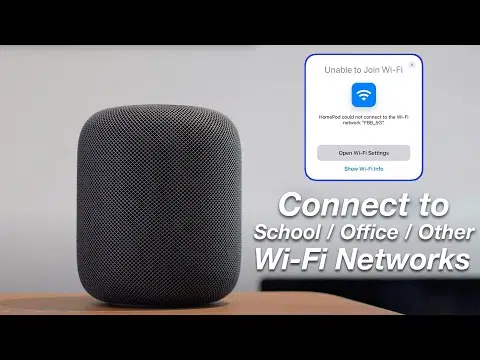 Unable to Join Wi-Fi
HomePod could not connect to the Wi-Fi
network "FBB_5G".
Open Wi-Fi Settings
Show Wi-Fi Info
Connect to
School / Office / Other
Wi-Fi Networks